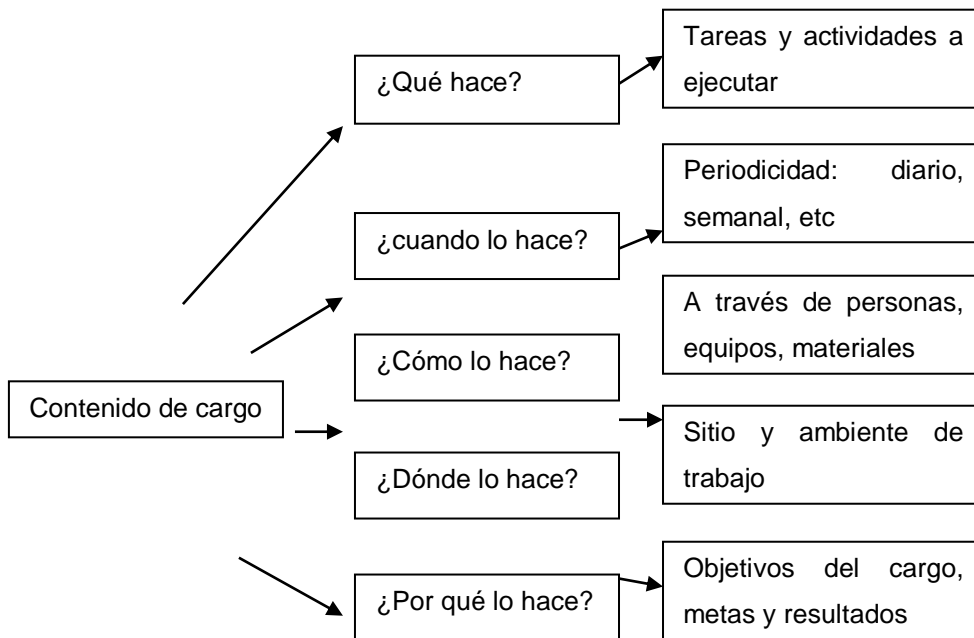 Contenido de cargo
¿Qué hace?
Tareas y actividades a
ejecutar
¿cuando lo hace?
Periodicidad: diario,
semanal, etc
¿Cómo lo hace?
A través de personas,
equipos, materiales
¿Dónde lo hace?
Sitio y ambiente de
trabajo
¿Por qué lo hace?
Objetivos del cargo,
metas y resultados